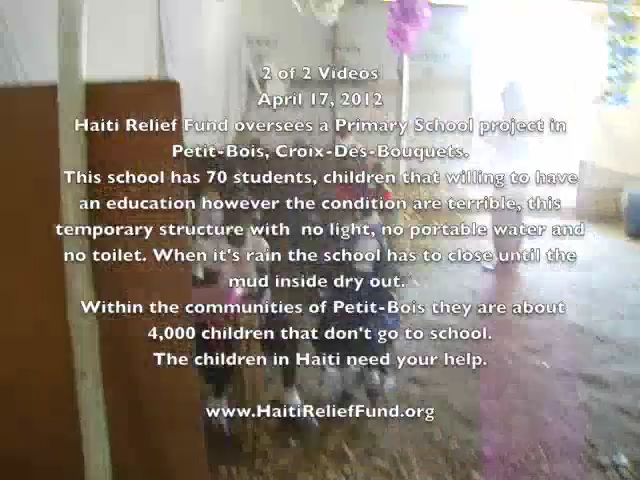 2 of 2 Videos
April 17, 2012
Haiti Relief Fund oversees a Primary School project in
Petit-Bois, Croix-Des-Bouquets.
This school has 70 students, children that willing to have
an education however the condition are terrible, this
temporary structure with no light, no portable water and
no toilet. When it's rain the school has to close until the
mud inside dry out.
Within the communities of Petit-Bois they are about
4,000 children that don't go to school.
The children in Haiti need your help.
www.HaitiReliefFund.org